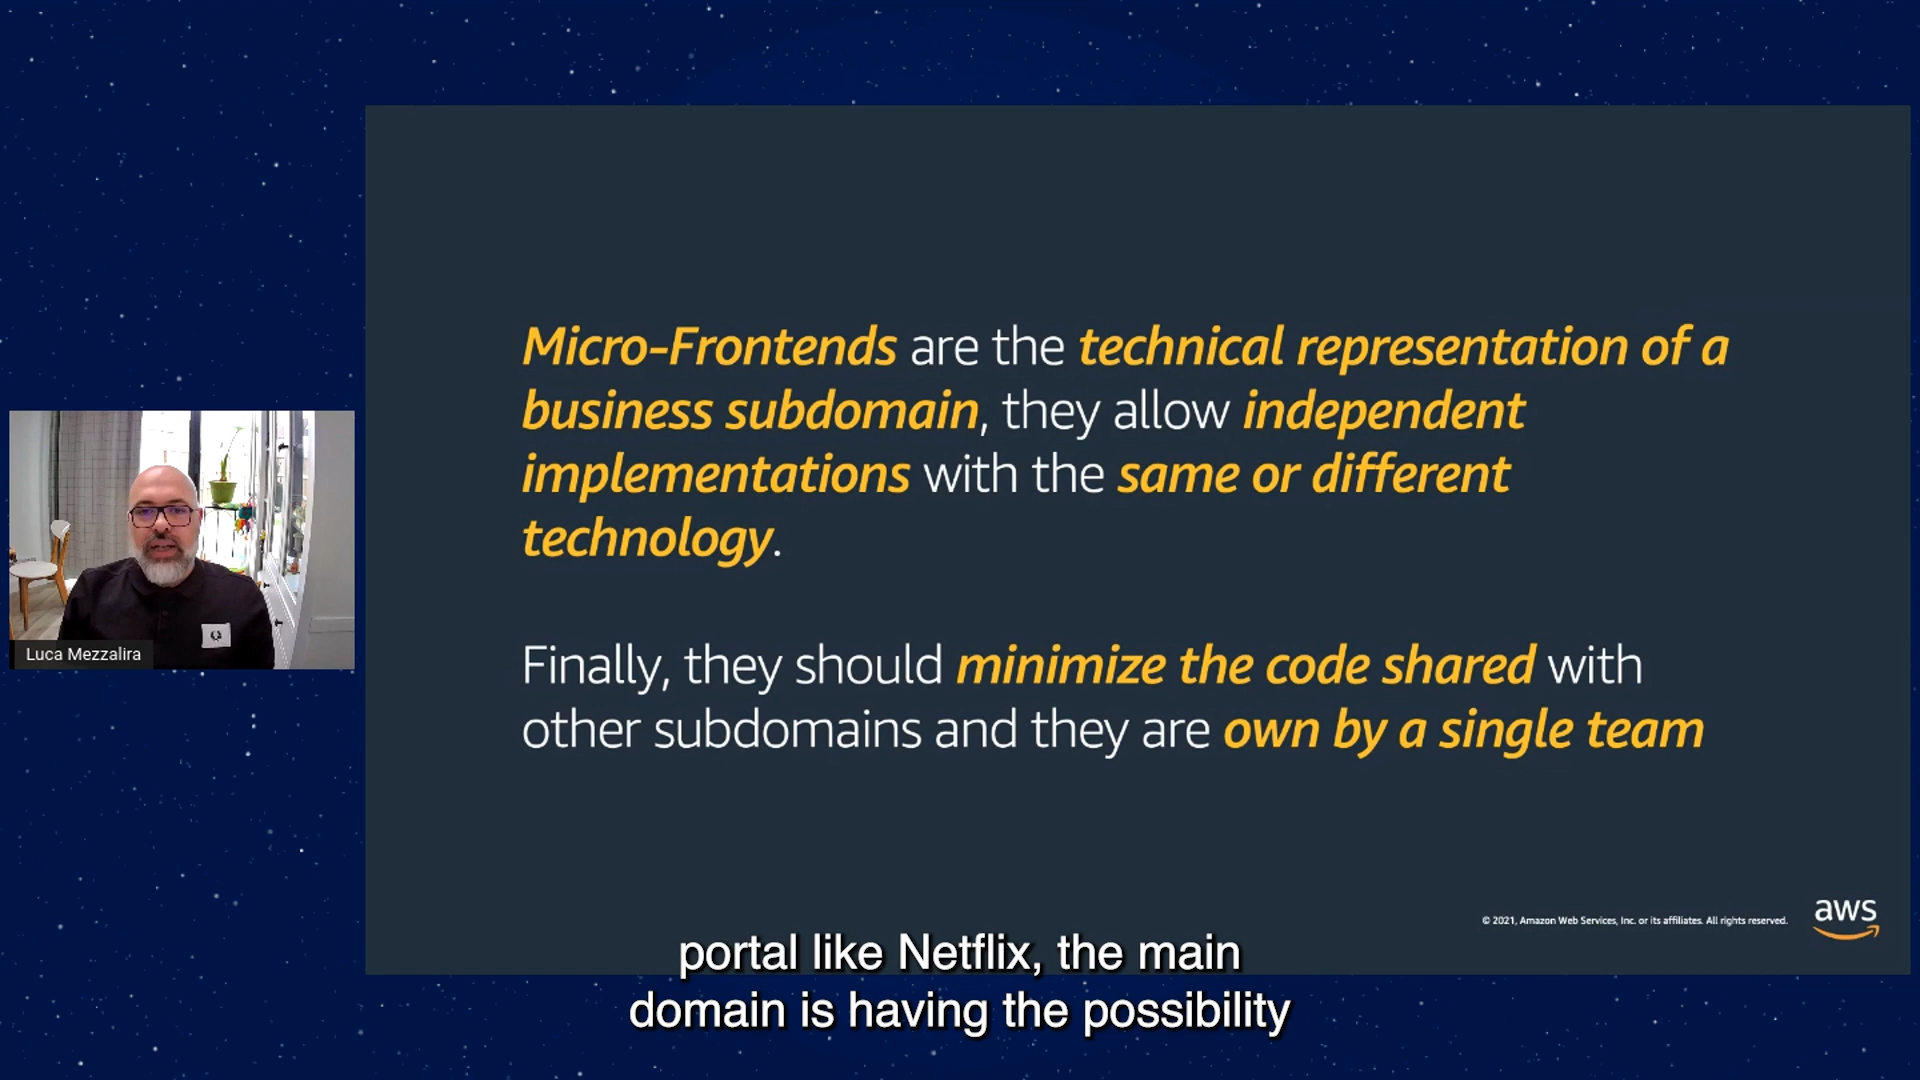 Micro-Frontends are the technical representation of a
business subdomain, they allow independent
implementations with the same or different
technology.
Finally, they should minimize the code shared with
other subdomains and they are own by a single team
Luca Mezzalira
© 2021, Amazon Web Services, Inc. or its affiliates. All rights reserved.
aws
portal like Netflix, the main
domain is having the possibility